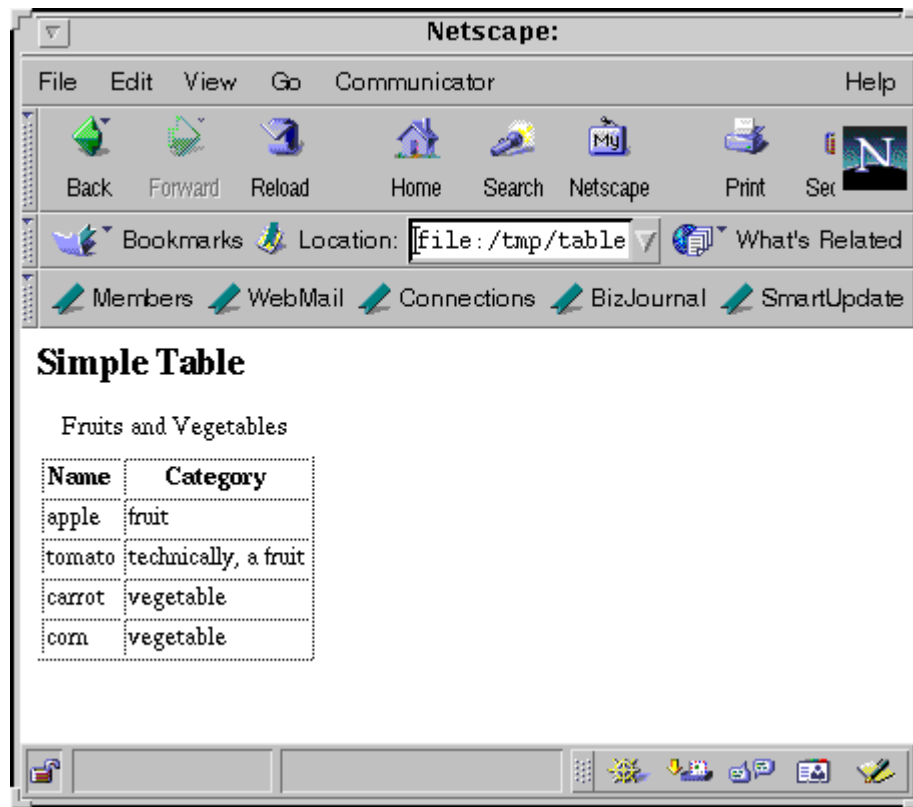 Netscape:
File Edit View Go Communicator Help
My N
Back Forward Reload Home Search Netscape Print Sec
Bookmarks Location: file:/tmp/table What's Related
Members WebMail Connections BizJournal SmartUpdate
Simple Table
Fruits and Vegetables
Name Category
apple fruit
tomato technically, a fruit
carrot vegetable
corn vegetable